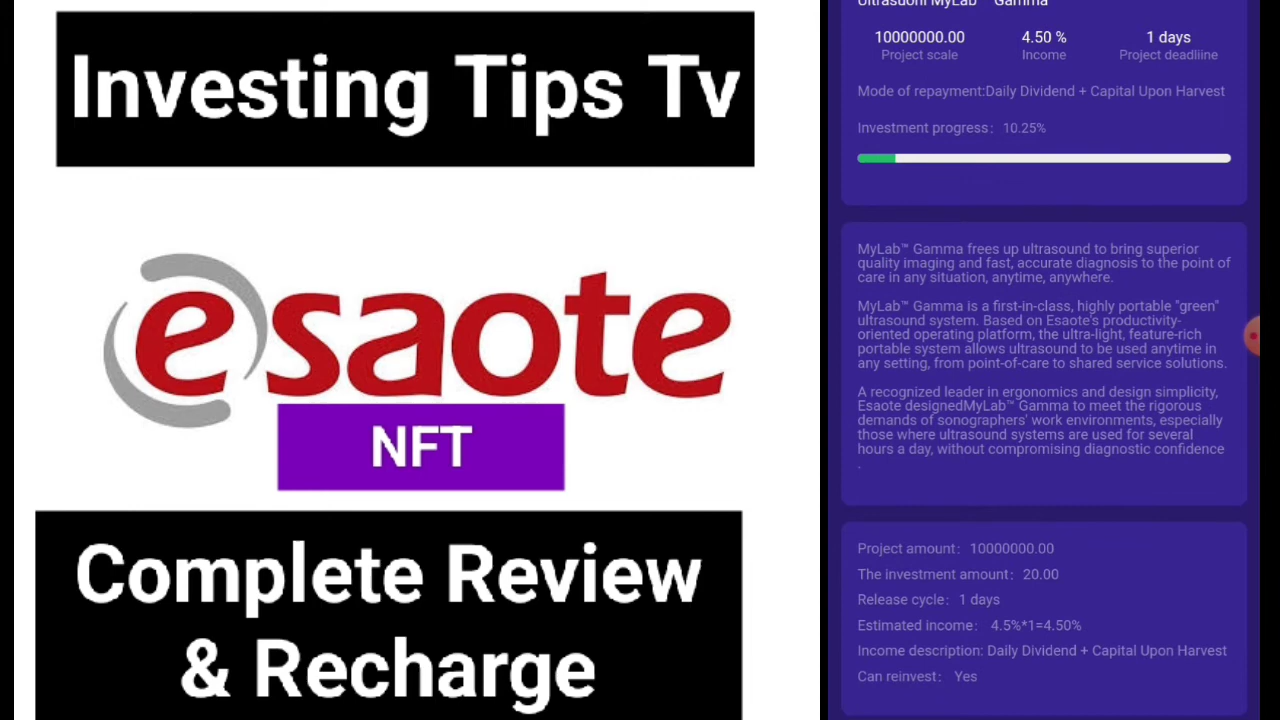 Investing Tips Tv
esaote
NFT
Complete Review
& Recharge
Ultrasuoni MyLab™ Gamma
10000000.00 4.50 % 1 days
Project scale Income Project deadliine
Mode of repayment:Daily Dividend + Capital Upon Harvest
Investment progress： 10.25%
MyLab™ Gamma frees up ultrasound to bring superior
quality imaging and fast, accurate diagnosis to the point of
care in any situation, anytime, anywhere.
MyLab™ Gamma is a first-in-class, highly portable "green"
ultrasound system. Based on Esaote's productivity-
oriented operating platform, the ultra-light, feature-rich
portable system allows ultrasound to be used anytime in
any setting, from point-of-care to shared service solutions.
A recognized leader in ergonomics and design simplicity,
Esaote designedMyLab™ Gamma to meet the rigorous
demands of sonographers' work environments, especially
those where ultrasound systems are used for several
hours a day, without compromising diagnostic confidence
.
Project amount： 10000000.00
The investment amount： 20.00
Release cycle： 1 days
Estimated income： 4.5%*1=4.50%
Income description: Daily Dividend + Capital Upon Harvest
Can reinvest： Yes